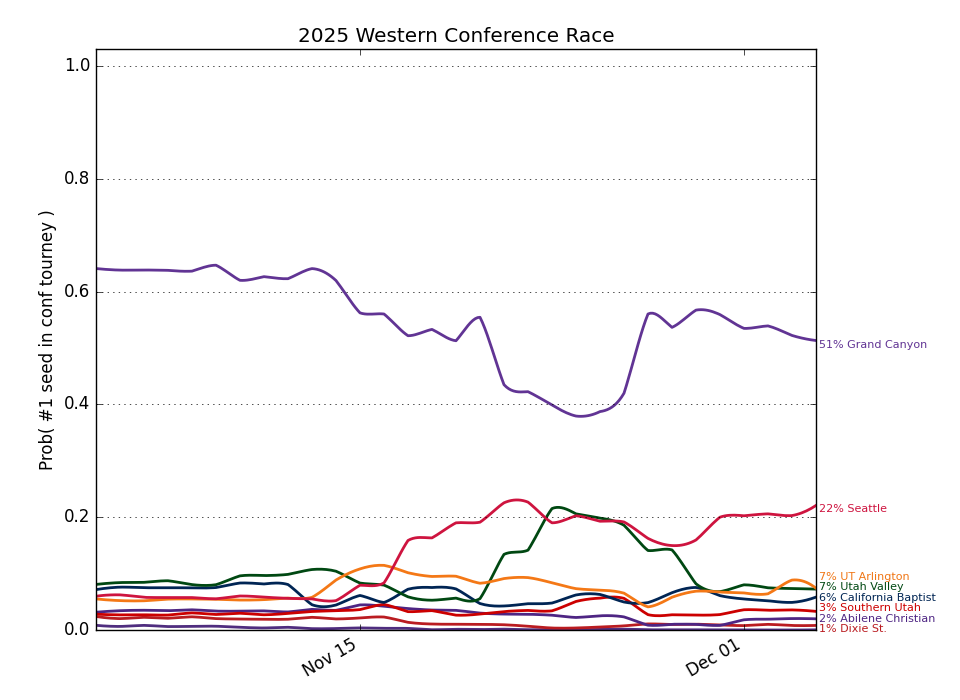 2025 Western Conference Race
Prob( #1 seed in conf tourney )
1.0
0.8
0.6
0.4
0.2
0.0
Nov 15
Dec 01
51% Grand Canyon
22% Seattle
7% UT Arlington
7% Utah Valley
6% California Baptist
3% Southern Utah
2% Abilene Christian
1% Dixie St.